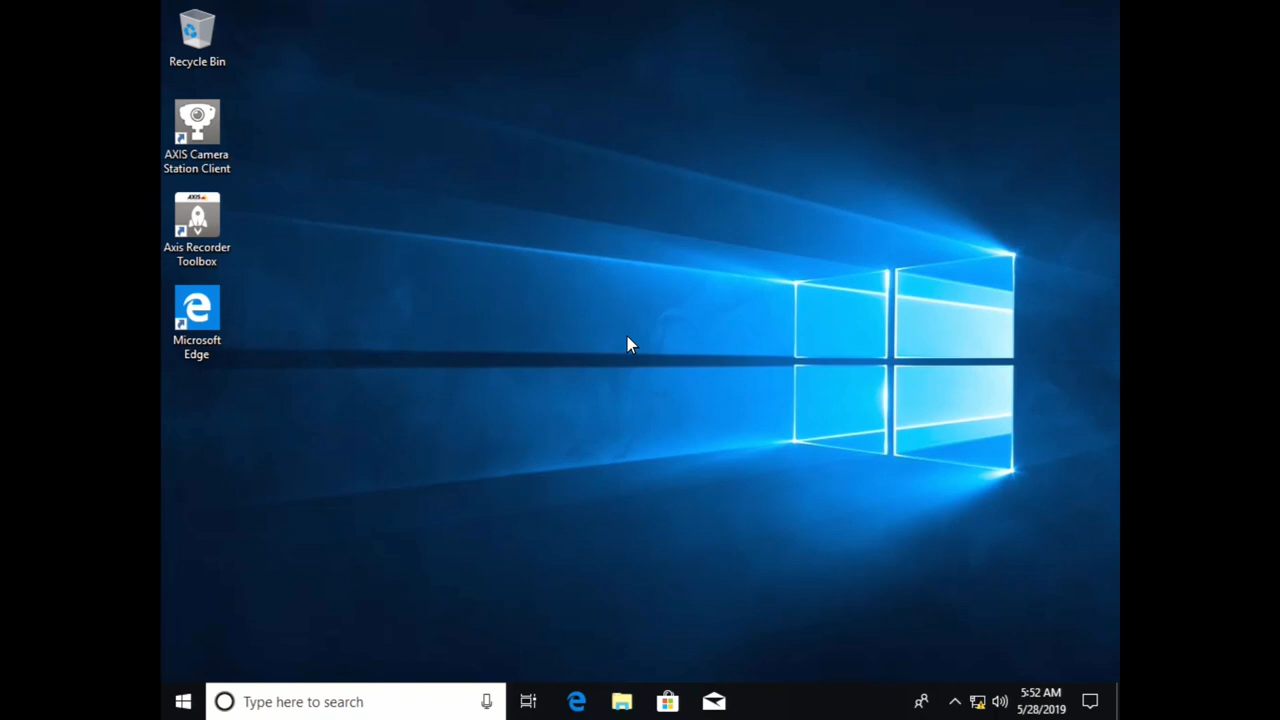 Recycle Bin
AXIS Camera
Station Client
AXIS
Axis Recorder
Toolbox
Microsoft
Edge
Type here to search
5:52 AM
5/28/2019